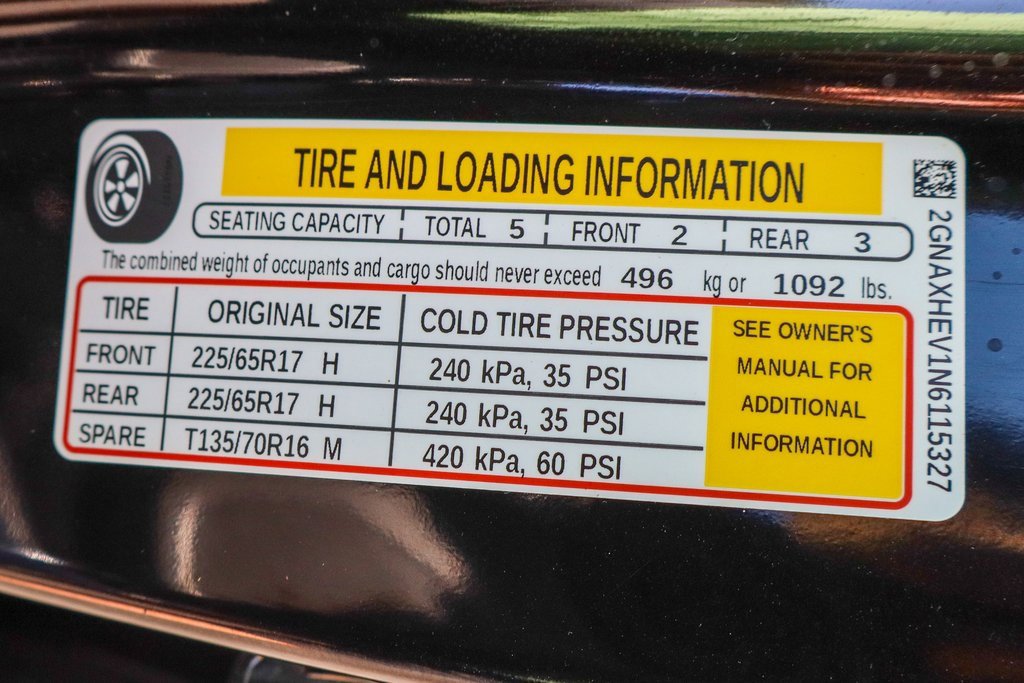 TIRE AND LOADING INFORMATION
SEATING CAPACITY TOTAL 5 FRONT 2 REAR 3
The combined weight of occupants and cargo should never exceed 496 kg or 1092 lbs.
TIRE ORIGINAL SIZE COLD TIRE PRESSURE
FRONT 225/65R17 H 240 kPa, 35 PSI
REAR 225/65R17 H 240 kPa, 35 PSI
SPARE T135/70R16 M 420 kPa, 60 PSI
SEE OWNER'S
MANUAL FOR
ADDITIONAL
INFORMATION
2GNAXHEV1N6115327